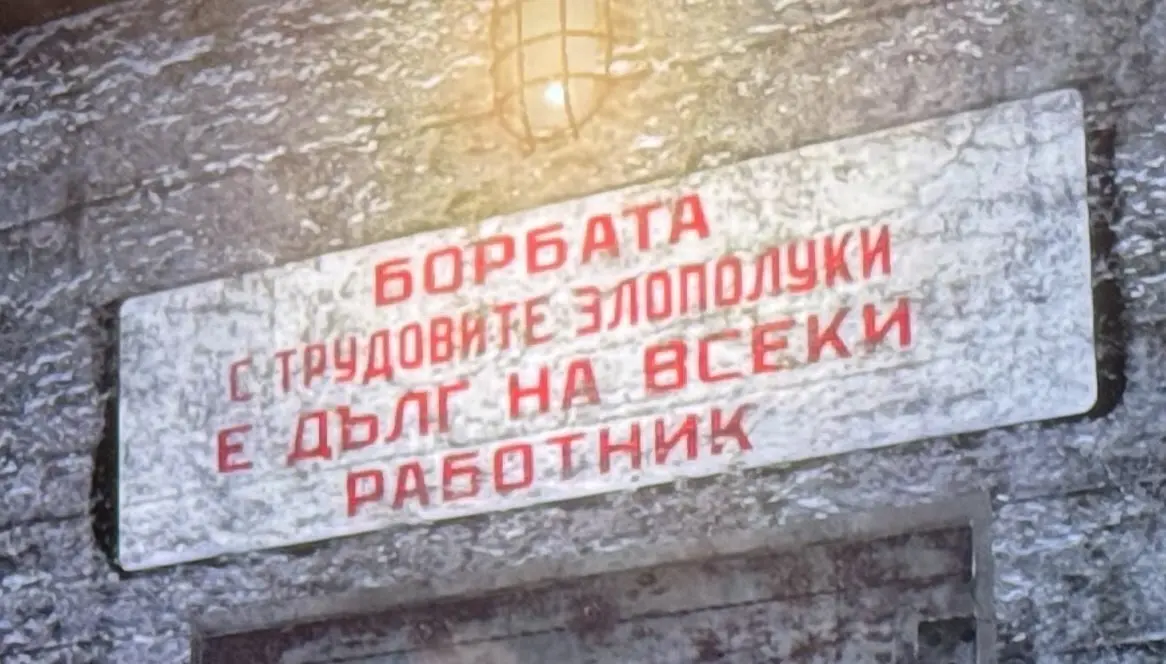 БОРБАТА
С ТРУДОВИТЕ ЗЛОПОЛУКИ
Е ДЪЛГ НА ВСЕКИ
РАБОТНИК